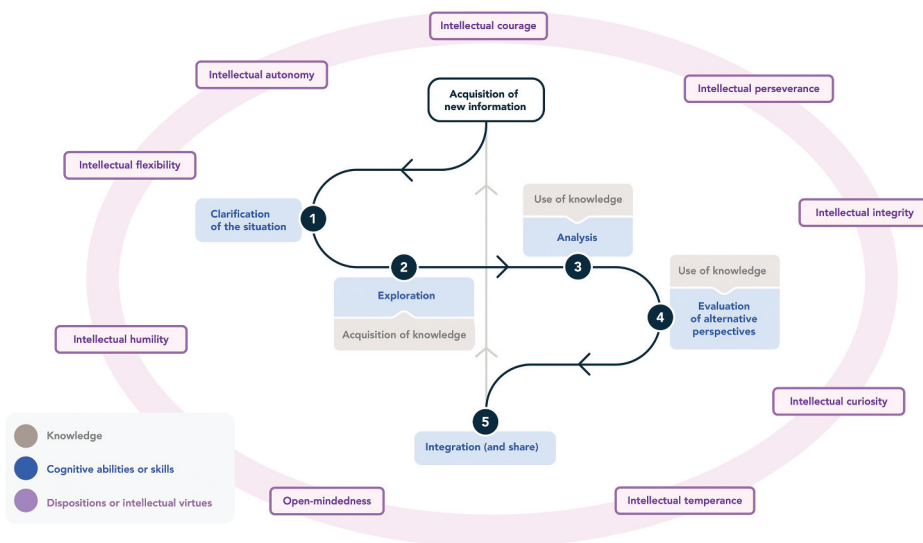 Intellectual courage
Intellectual autonomy
Intellectual perseverance
Acquisition of
new information
Intellectual flexibility
Clarification
of the situation
1
Use of knowledge
Analysis
Intellectual integrity
2
3
Exploration
Acquisition of knowledge
Use of knowledge
4
Evaluation
of alternative
perspectives
Intellectual humility
Intellectual curiosity
5
Integration (and share)
Knowledge
Cognitive abilities or skills
Dispositions or intellectual virtues
Open-mindedness
Intellectual temperance